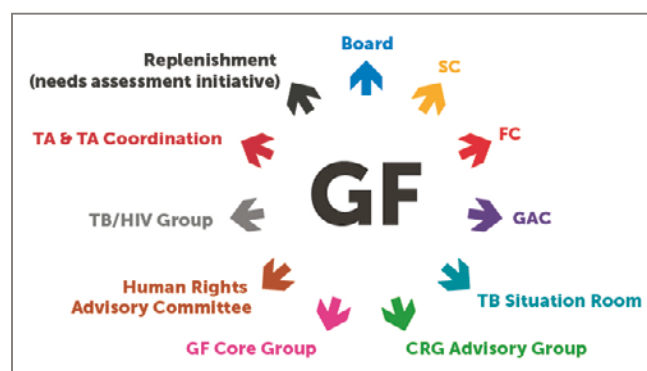 Board
Replenishment
(needs assessment initiative)
SC
TA & TA Coordination
FC
GF
TB/HIV Group
GAC
Human Rights
Advisory Committee
TB Situation Room
GF Core Group
CRG Advisory Group